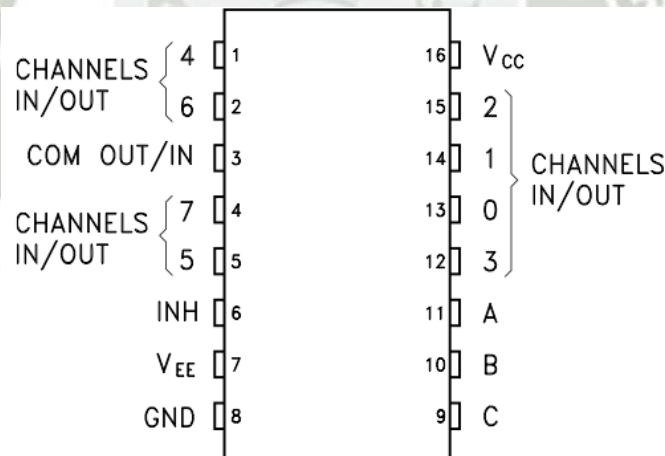 CHANNELS IN/OUT
4 1
6 2
COM OUT/IN 3
CHANNELS IN/OUT
7 4
5 5
INH 6
VEE 7
GND 8
16 VCC
15 2
14 1
13 0
12 3
CHANNELS IN/OUT
11 A
10 B
9 C